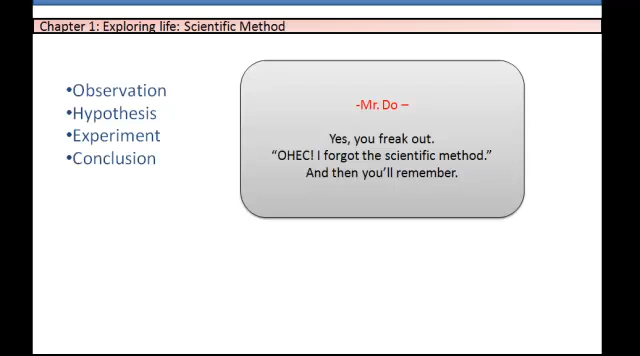 Chapter 1: Exploring life: Scientific Method
•Observation
•Hypothesis
•Experiment
•Conclusion
-Mr. Do –
Yes, you freak out.
“OHEC! I forgot the scientific method.”
And then you’ll remember.